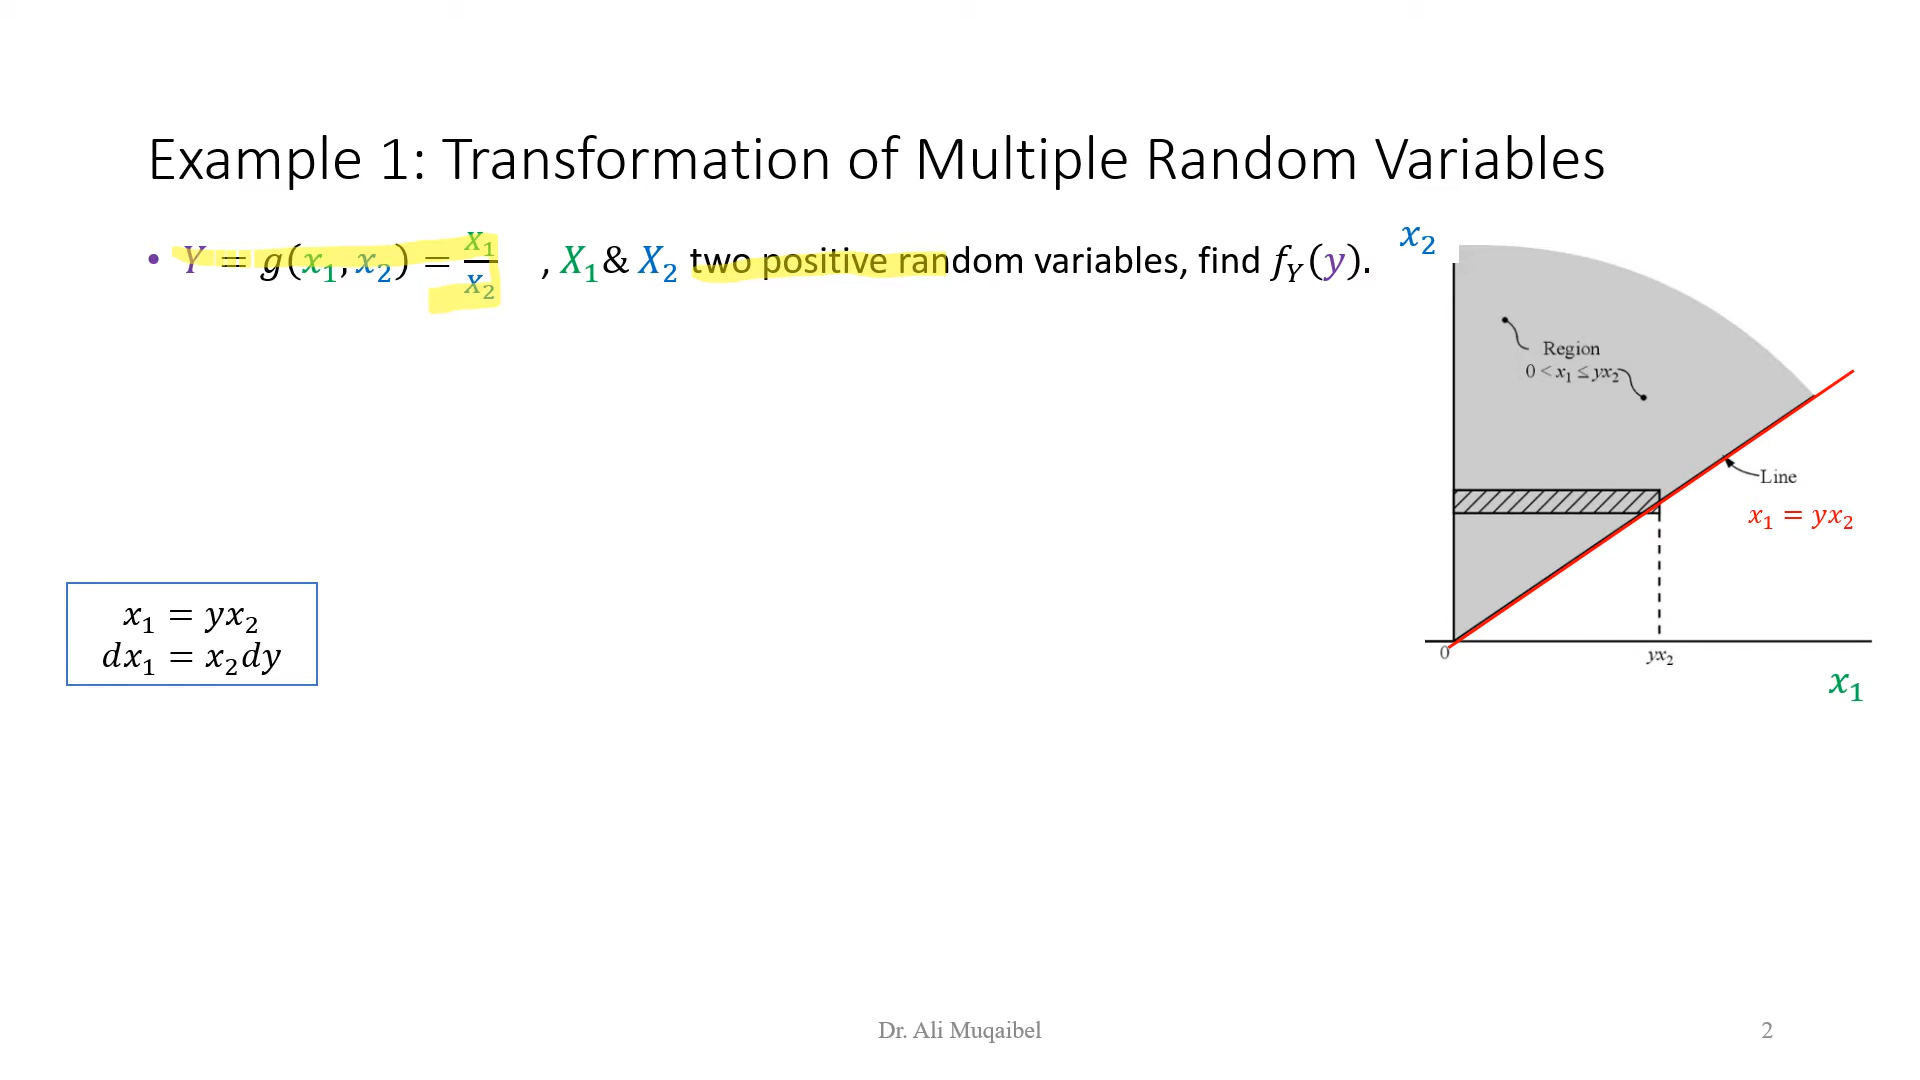 Example 1: Transformation of Multiple Random Variables
• Y = g(x₁, x₂) = X₁/X₂ , X₁& X₂ two positive random variables, find f_Y(y).
x₂
Region
0 < x₁ ≤ yx₂
Line
x₁ = yx₂
x₁ = yx₂
dx₁ = x₂dy
0
yx₂
x₁
Dr. Ali Muqaibel
2